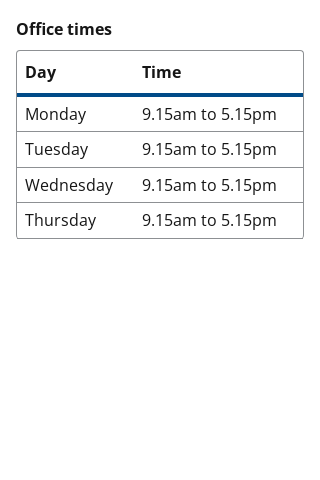 Office times
Day Time
Monday 9.15am to 5.15pm
Tuesday 9.15am to 5.15pm
Wednesday 9.15am to 5.15pm
Thursday 9.15am to 5.15pm